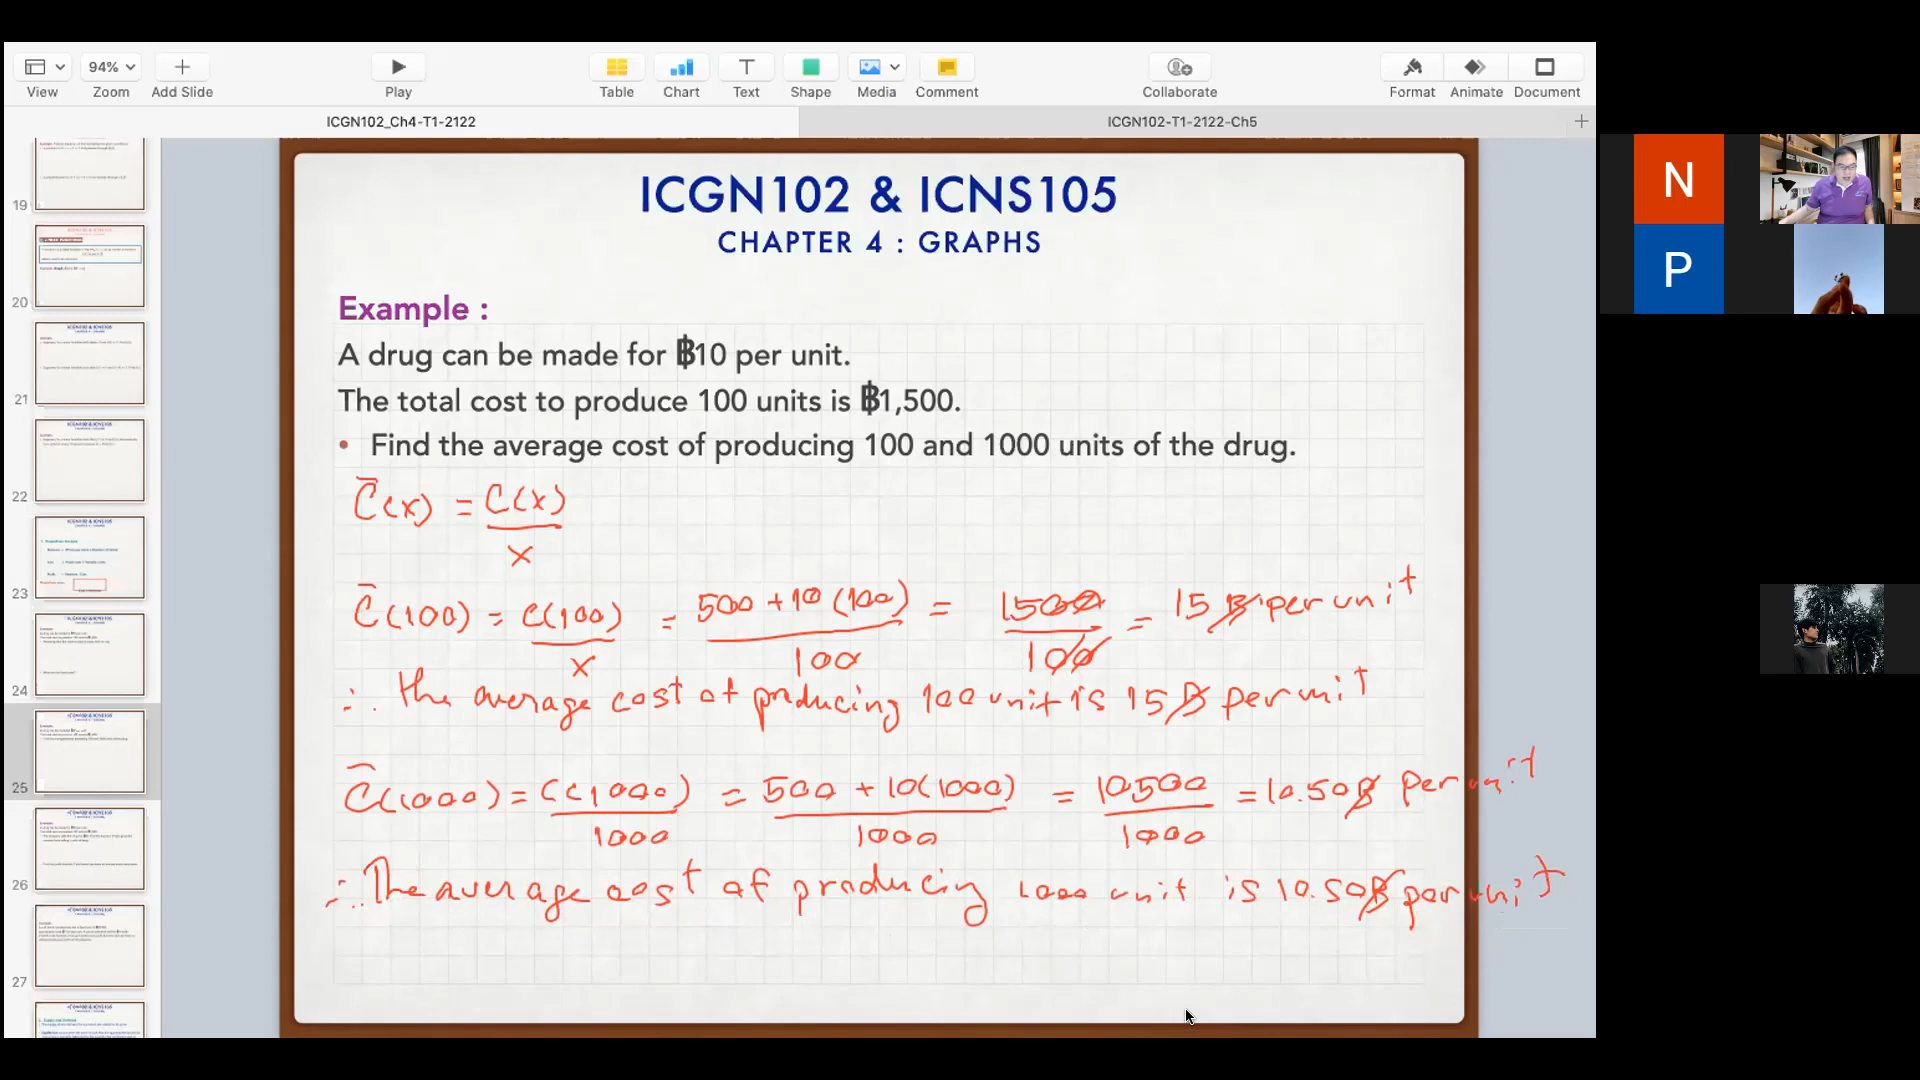 View
94%
Zoom
Add Slide
Play
Table
Chart
Text
Shape
Media
Comment
Collaborate
Format
Animate
Document
ICGN102_Ch4-T1-2122
ICGN102-T1-2122-Ch5
19
20
21
22
23
24
25
26
27
ICGN102 & ICNS105
CHAPTER 4 : GRAPHS
Example :
A drug can be made for ฿10 per unit.
The total cost to produce 100 units is ฿1,500.
• Find the average cost of producing 100 and 1000 units of the drug.
C̄(x) = C(x)
x
C̄(100) = C(100) = 500 + 10 (100) = 1500 = 15 ฿ per unit
x 100 100
∴ the average cost of producing 100 unit is 15 ฿ per unit
C̄(1000) = C(1000) = 500 + 10(1000) = 10,500 = 10.50 ฿ per unit
1000 1000 1000
∴ The average cost of producing 1000 unit is 10.50 ฿ per unit
N
P